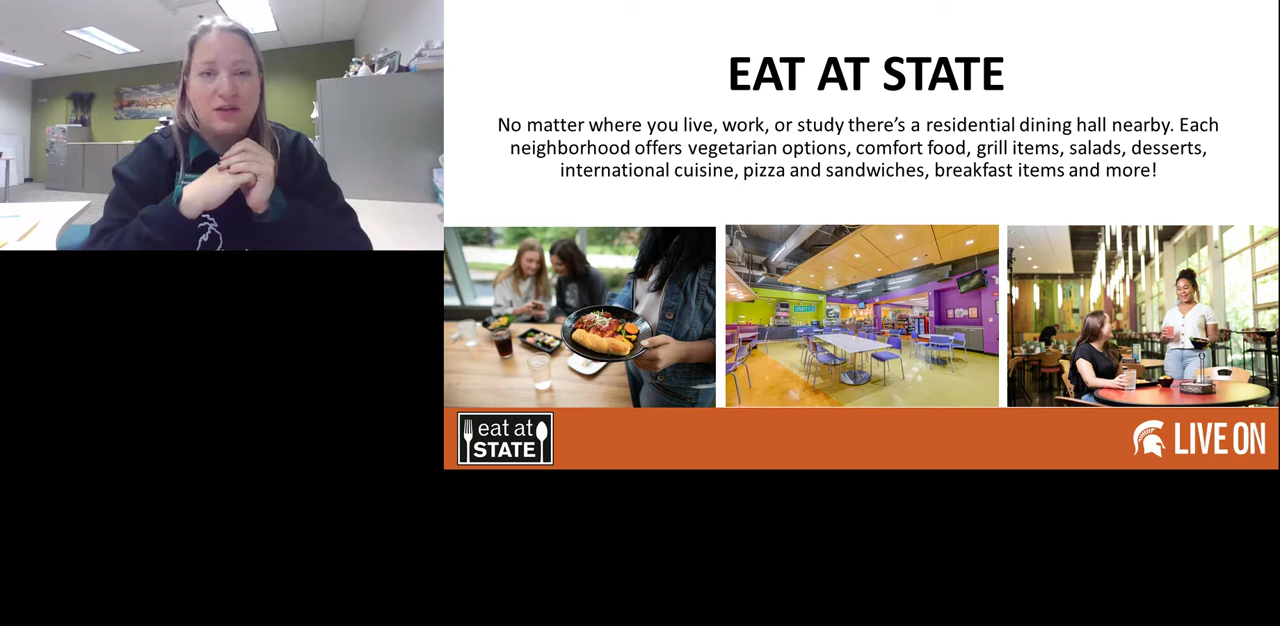 EAT AT STATE
No matter where you live, work, or study there’s a residential dining hall nearby. Each
neighborhood offers vegetarian options, comfort food, grill items, salads, desserts,
international cuisine, pizza and sandwiches, breakfast items and more!
eat at
STATE
LIVE ON